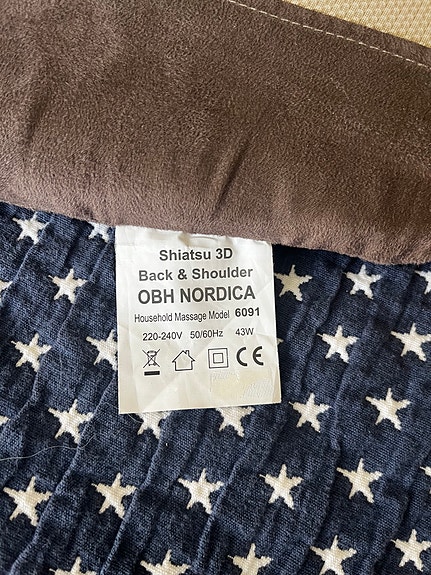 Shiatsu 3D
Back & Shoulder
OBH NORDICA
Household Massage Model 6091
220-240V 50/60Hz 43W
CE